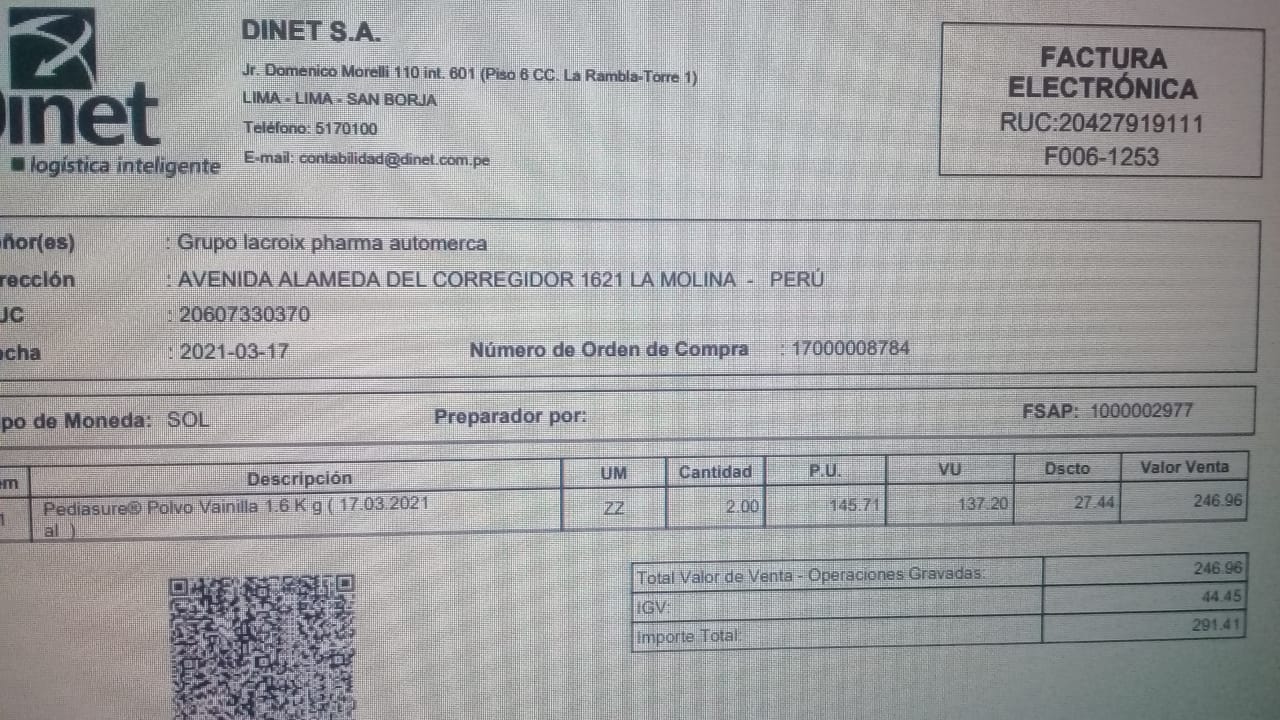 DINET S.A.
Jr. Domenico Morelli 110 int. 601 (Piso 6 CC. La Rambla-Torre 1)
LIMA - LIMA - SAN BORJA
Teléfono: 5170100
E-mail: contabilidad@dinet.com.pe
Dinet
logística inteligente
FACTURA
ELECTRÓNICA
RUC:20427919111
F006-1253
ñor(es) : Grupo lacroix pharma automerca
rección : AVENIDA ALAMEDA DEL CORREGIDOR 1621 LA MOLINA - PERÚ
UC : 20607330370
cha : 2021-03-17 Número de Orden de Compra : 17000008784
po de Moneda: SOL Preparador por: FSAP: 1000002977
em Descripción UM Cantidad P.U. VU Dscto Valor Venta
1 Pediasure® Polvo Vainilla 1.6 K g ( 17.03.2021 ZZ 2.00 145.71 137.20 27.44 246.96
al )
Total Valor de Venta - Operaciones Gravadas: 246.96
IGV: 44.45
Importe Total: 291.41